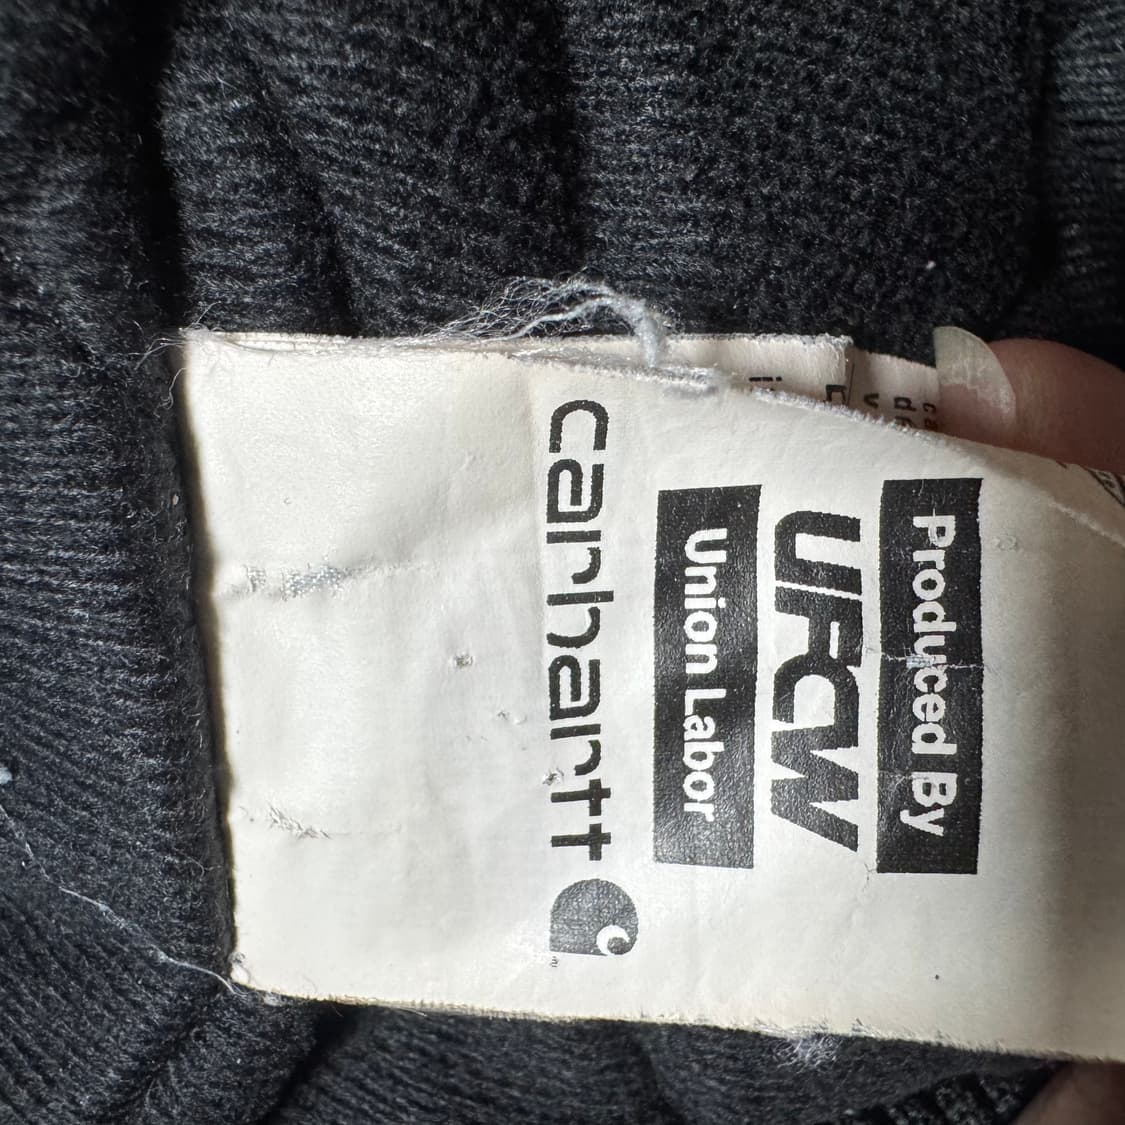 Produced By
UFCW
Union Labor
carhartt